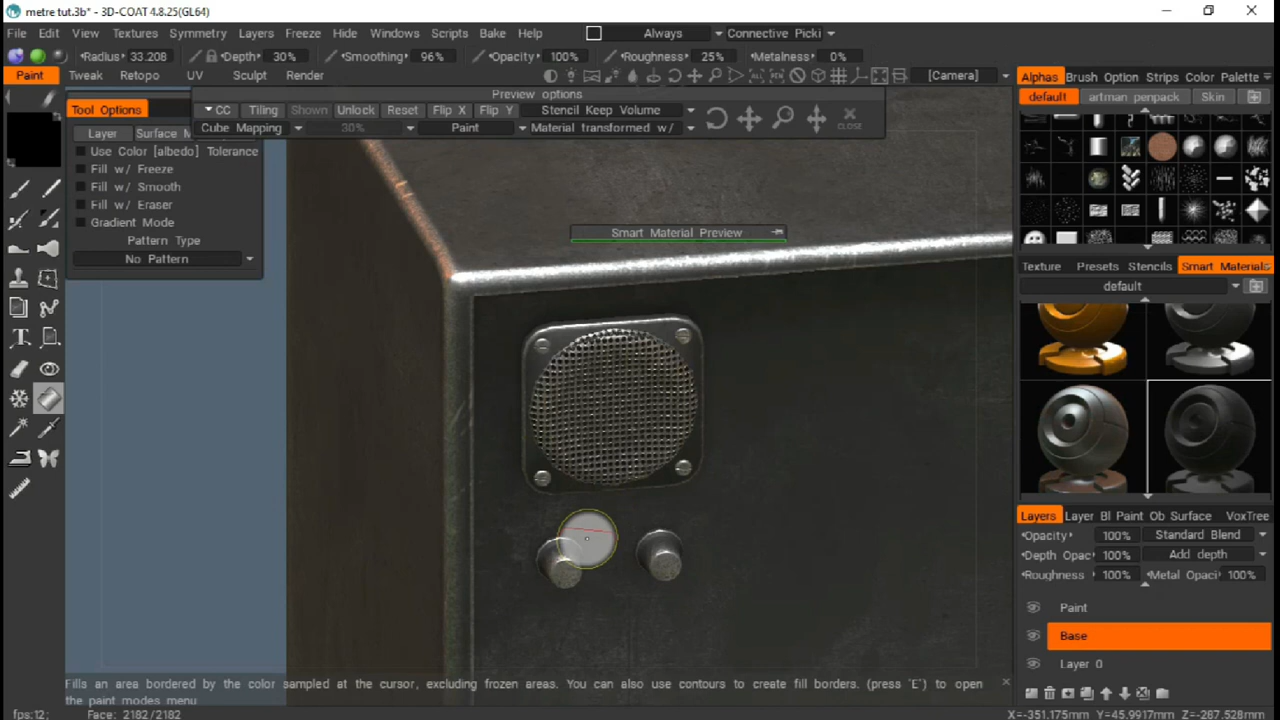 metre tut.3b* - 3D-COAT 4.8.25(GL64)
File Edit View Textures Symmetry Layers Freeze Hide Windows Scripts Bake Help Always Connective Picki
Radius 33.208 Depth 30% Smoothing 96% Opacity 100% Roughness 25% Metalness 0%
Paint Tweak Retopo UV Sculpt Render [Camera] Alphas Brush Option Strips Color Palette
Preview options
default artman penpack Skin
Tool Options CC Tiling Shown Unlock Reset Flip X Flip Y Stencil Keep Volume
CLOSE
Cube Mapping 30% Paint Material transformed w/
Layer Surface M
Use Color [albedo] Tolerance
Fill w/ Freeze
Fill w/ Smooth
Fill w/ Eraser
Gradient Mode
Pattern Type
No Pattern
Smart Material Preview
Texture Presets Stencils Smart Materials
default
Layers Layer Bl Paint Ob Surface VoxTree
Opacity 100% Standard Blend
Depth Opac 100% Add depth
Roughness 100% Metal Opaci 100%
Paint
Base
Layer 0
Fills an area bordered by the color sampled at the cursor, excluding frozen areas. You can also use contours to create fill borders. (press 'E') to open
the paint modes menu
fps:12; Face: 2182/2182 X=-351.175mm Y=45.9917mm Z=-287.528mm